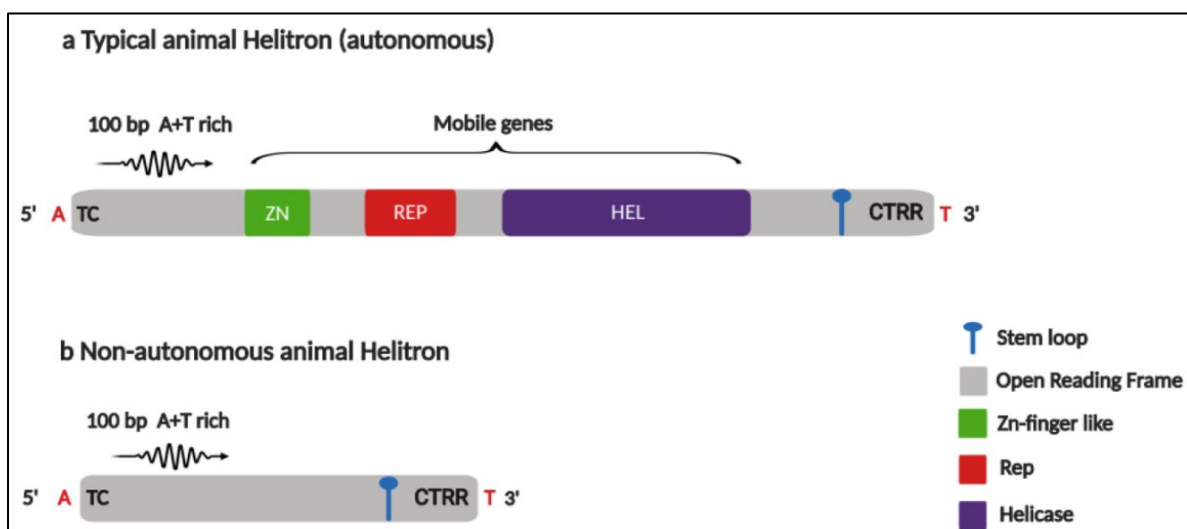 a Typical animal Helitron (autonomous)
100 bp A+T rich
Mobile genes
5' A TC ZN REP HEL CTRR T 3'
b Non-autonomous animal Helitron
100 bp A+T rich
5' A TC CTRR T 3'
Stem loop
Open Reading Frame
Zn-finger like
Rep
Helicase